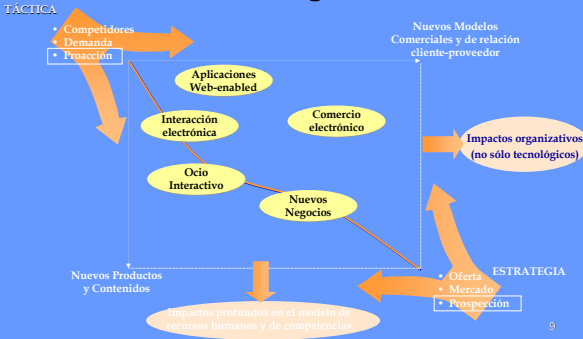 TÁCTICA
• Competidores
• Demanda
• Proacción
Nuevos Modelos
Comerciales y de relación
cliente-proveedor
Aplicaciones
Web-enabled
Interacción
electrónica
Comercio
electrónico
Impactos organizativos
(no sólo tecnológicos)
Ocio
Interactivo
Nuevos
Negocios
Nuevos Productos
y Contenidos
ESTRATEGIA
• Oferta
• Mercado
• Prospección
Impactos profundos en el modelo de
recursos humanos y de competencias
9